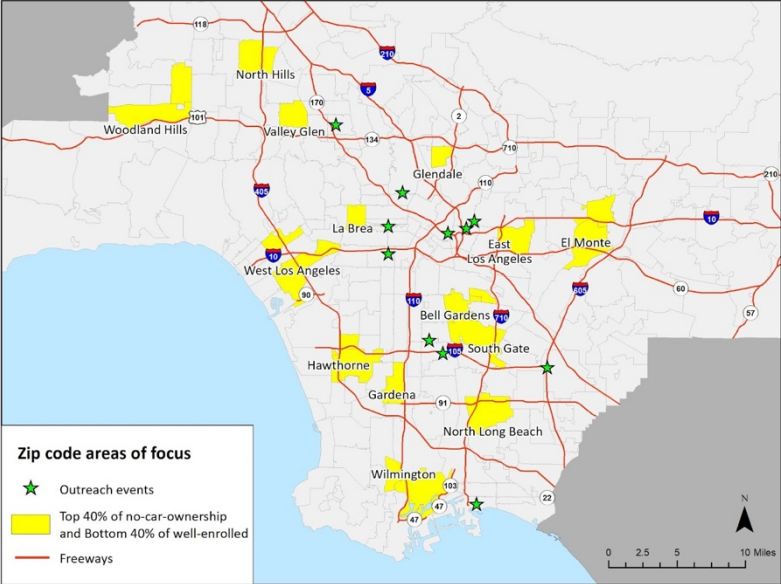 118
210
North Hills
5
170
2
101
Woodland Hills
Valley Glen
134
710
Glendale
110
210
405
La Brea
10
East
Los Angeles
El Monte
10
West Los Angeles
90
110
605
60
57
Bell Gardens
710
105
South Gate
Hawthorne
Gardena
91
North Long Beach
Wilmington
103
47
47
22
Zip code areas of focus
Outreach events
Top 40% of no-car-ownership
and Bottom 40% of well-enrolled
Freeways
N
0 2.5 5 10 Miles